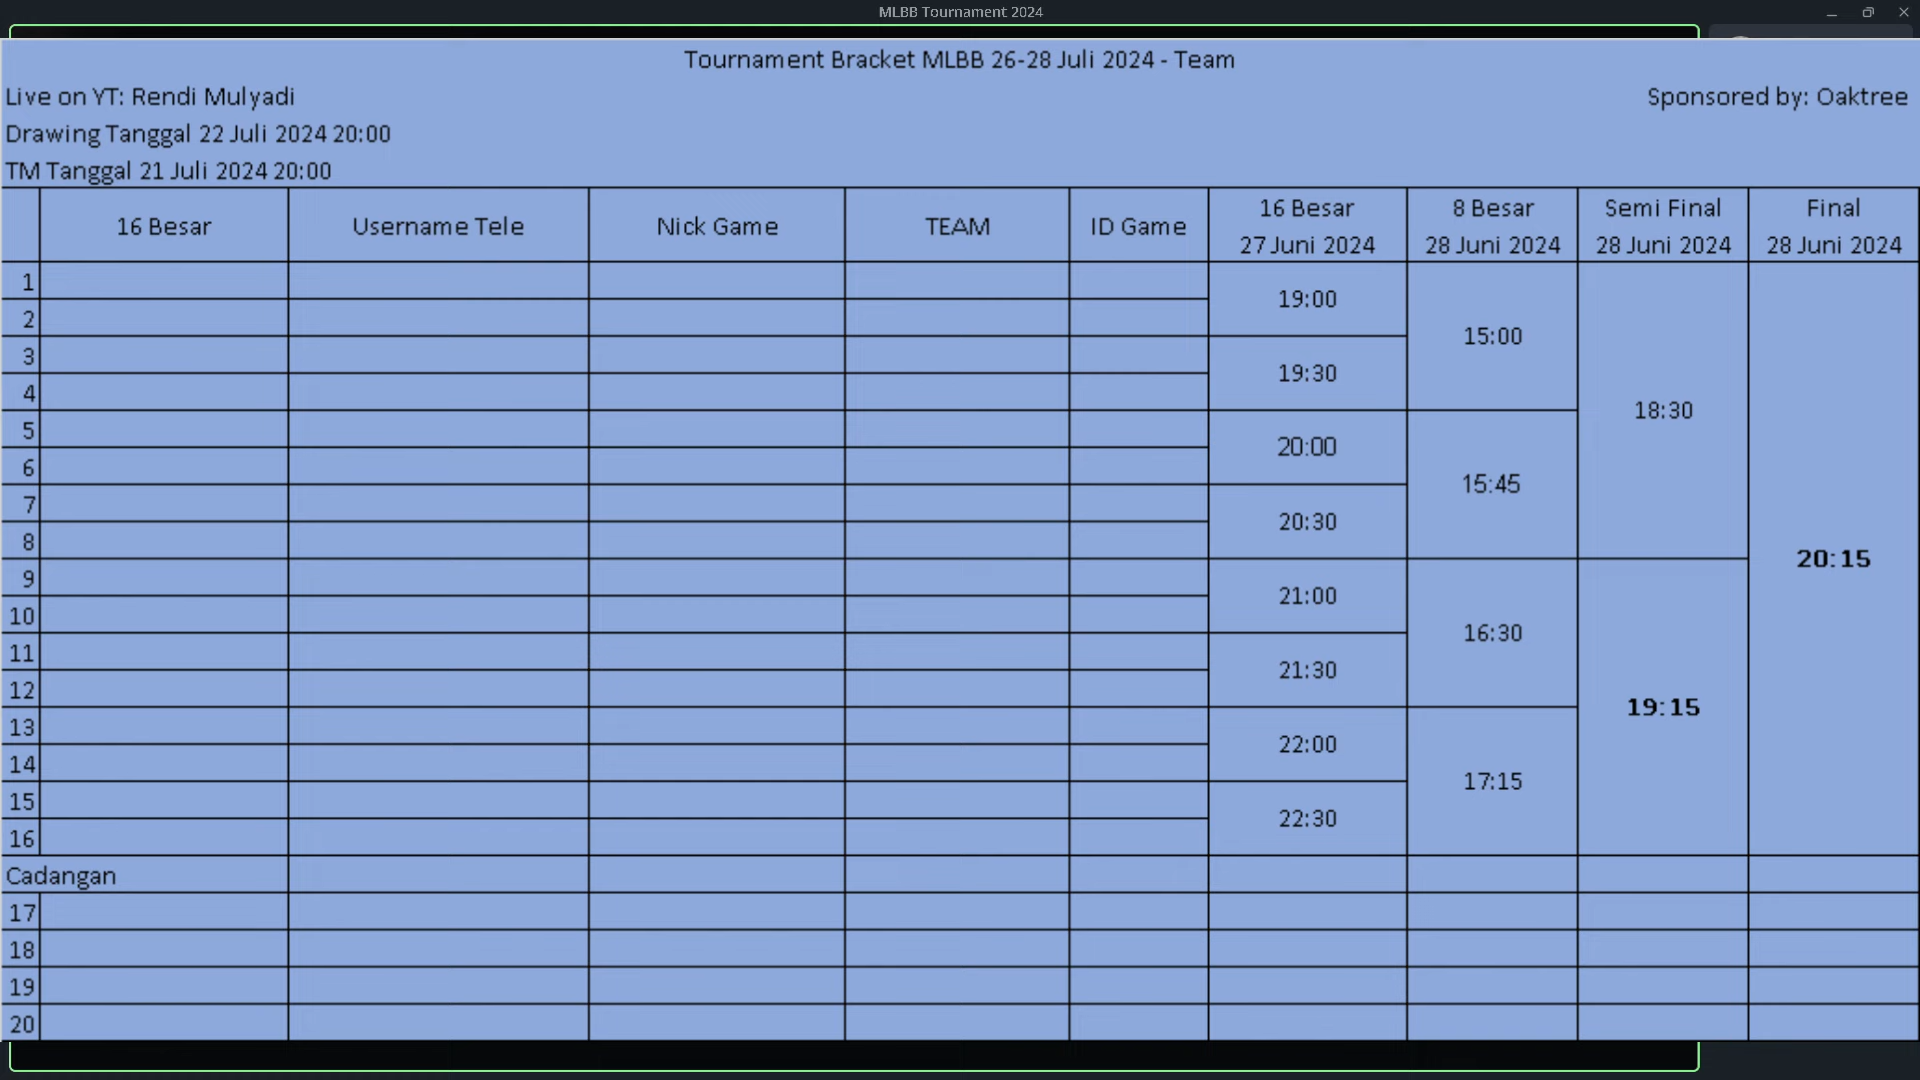 MLBB Tournament 2024
Tournament Bracket MLBB 26-28 Juli 2024 - Team
Live on YT: Rendi Mulyadi
Sponsored by: Oaktree
Drawing Tanggal 22 Juli 2024 20:00
TM Tanggal 21 Juli 2024 20:00
16 Besar
Username Tele
Nick Game
TEAM
ID Game
16 Besar
27 Juni 2024
8 Besar
28 Juni 2024
Semi Final
28 Juni 2024
Final
28 Juni 2024
1
2
3
4
5
6
7
8
9
10
11
12
13
14
15
16
19:00
19:30
20:00
20:30
21:00
21:30
22:00
22:30
15:00
15:45
16:30
17:15
18:30
19:15
20:15
Cadangan
17
18
19
20